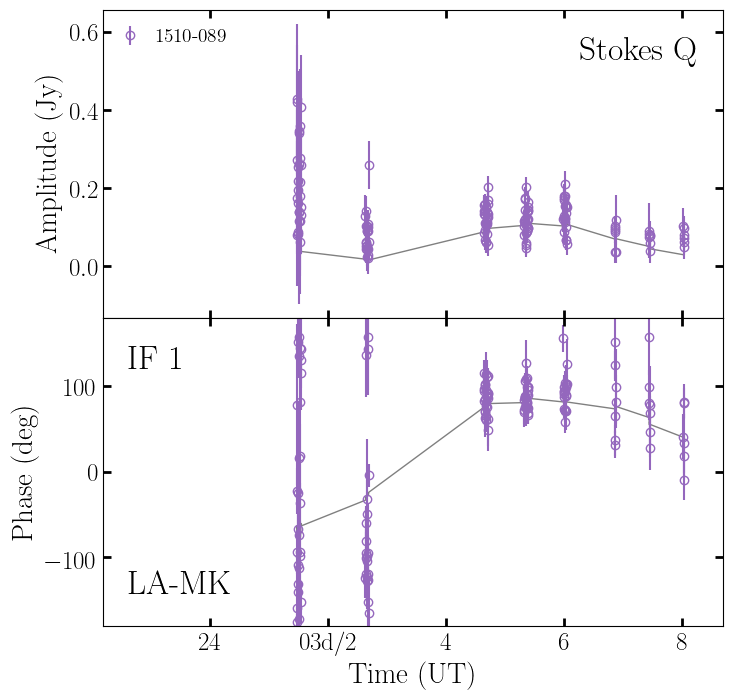 1510-089
Stokes Q
0.6
0.4
0.2
0.0
Amplitude (Jy)
IF 1
100
0
−100
Phase (deg)
LA-MK
24 03d/2 4 6 8
Time (UT)